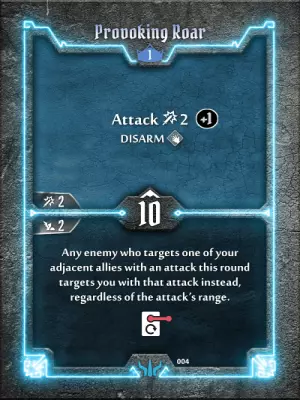 Provoking Roar
1
Attack 2 +1
DISARM
2
10
2
Any enemy who targets one of your
adjacent allies with an attack this round
targets you with that attack instead,
regardless of the attack's range.
004